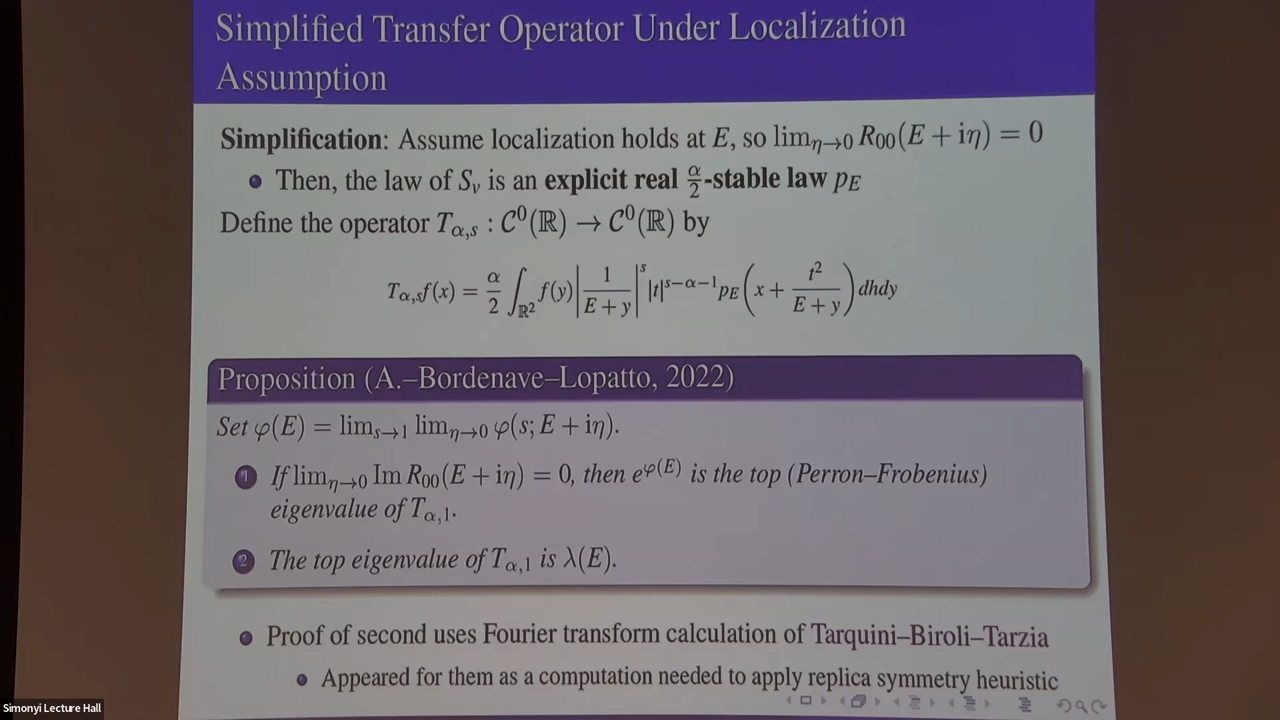 Simplified Transfer Operator Under Localization
Assumption
Simplification: Assume localization holds at E, so lim_{η→0} R_{00}(E + iη) = 0
Then, the law of S_v is an explicit real α/2-stable law p_E
Define the operator T_{α,s} : C^0(ℝ) → C^0(ℝ) by
T_{α,s}f(x) = α/2 ∫_{ℝ^2} f(y) |1/(E + y)|^s |t|^{s−α−1} p_E(x + t^2/(E + y)) dhdy
Proposition (A.–Bordenave–Lopatto, 2022)
Set φ(E) = lim_{s→1} lim_{η→0} φ(s; E + iη).
1 If lim_{η→0} Im R_{00}(E + iη) = 0, then e^{φ(E)} is the top (Perron–Frobenius)
eigenvalue of T_{α,1}.
2 The top eigenvalue of T_{α,1} is λ(E).
Proof of second uses Fourier transform calculation of Tarquini–Biroli–Tarzia
Appeared for them as a computation needed to apply replica symmetry heuristic
Simonyi Lecture Hall